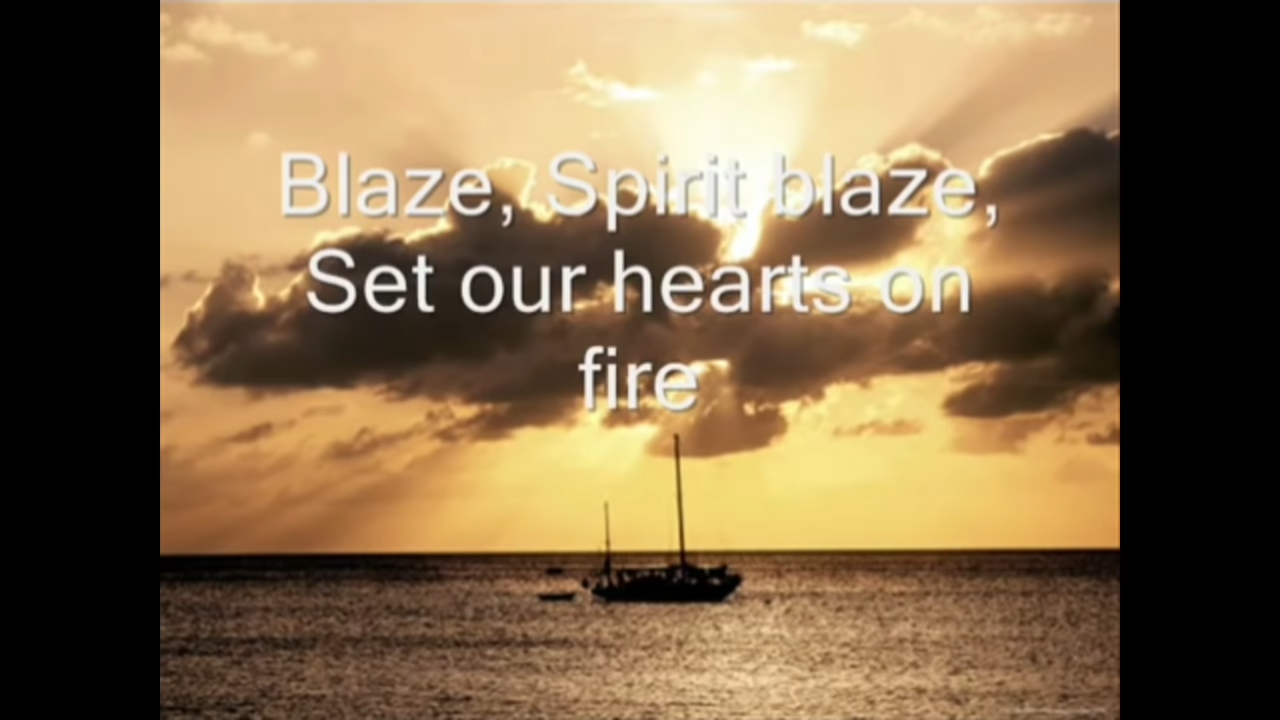 Blaze, Spirit blaze,
Set our hearts on
fire